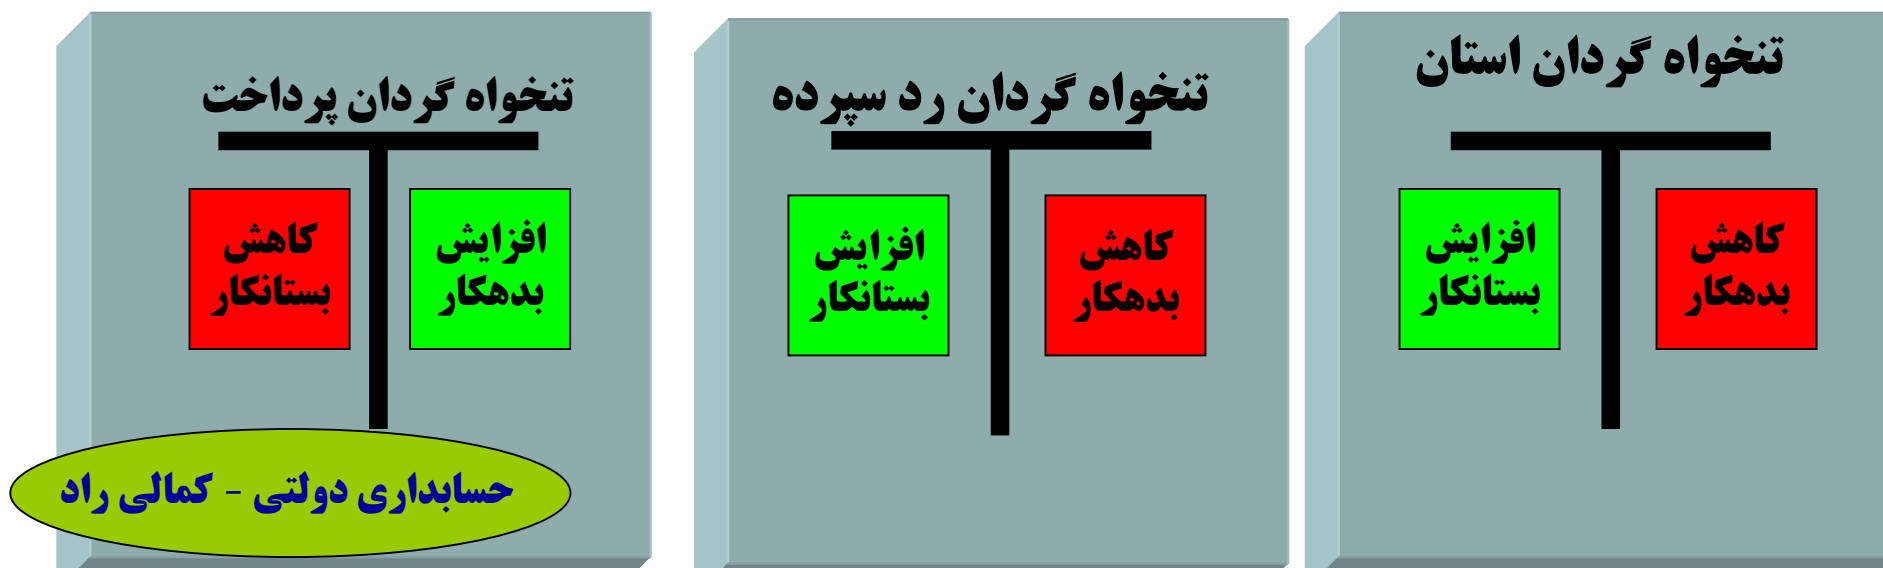 تنخواه گردان استان
کاهش
بدهکار
افزایش
بستانکار
تنخواه گردان رد سپرده
کاهش
بدهکار
افزایش
بستانکار
تنخواه گردان پرداخت
افزایش
بدهکار
کاهش
بستانکار
حسابداری دولتی - کمالی راد